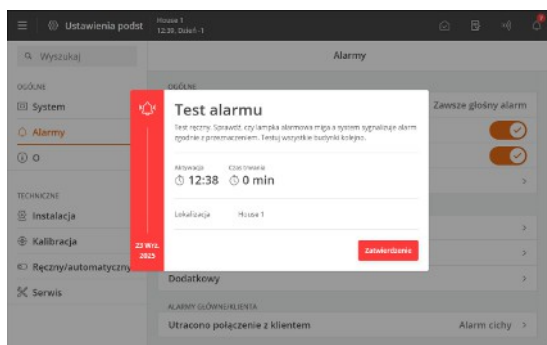 Ustawienia podst
House 1
12:39, Dzień -1
Wyszukaj
Alarmy
OGÓLNE
System
Alarmy
O
TECHNICZNE
Instalacja
Kalibracja
Ręczny/automatyczny
Serwis
OGÓLNE
Zawsze głośny alarm
Test alarmu
Test ręczny. Sprawdź, czy lampka alarmowa miga a system sygnalizuje alarm
zgodnie z przeznaczeniem. Testuj wszystkie budynki kolejno.
Aktywacja
Czas trwania
12:38
0 min
Lokalizacja
House 1
23 Wrz.
2025
Zatwierdzenie
Dodatkowy
ALARMY GŁÓWNE/KLIENTA
Utracono połączenie z klientem
Alarm cichy